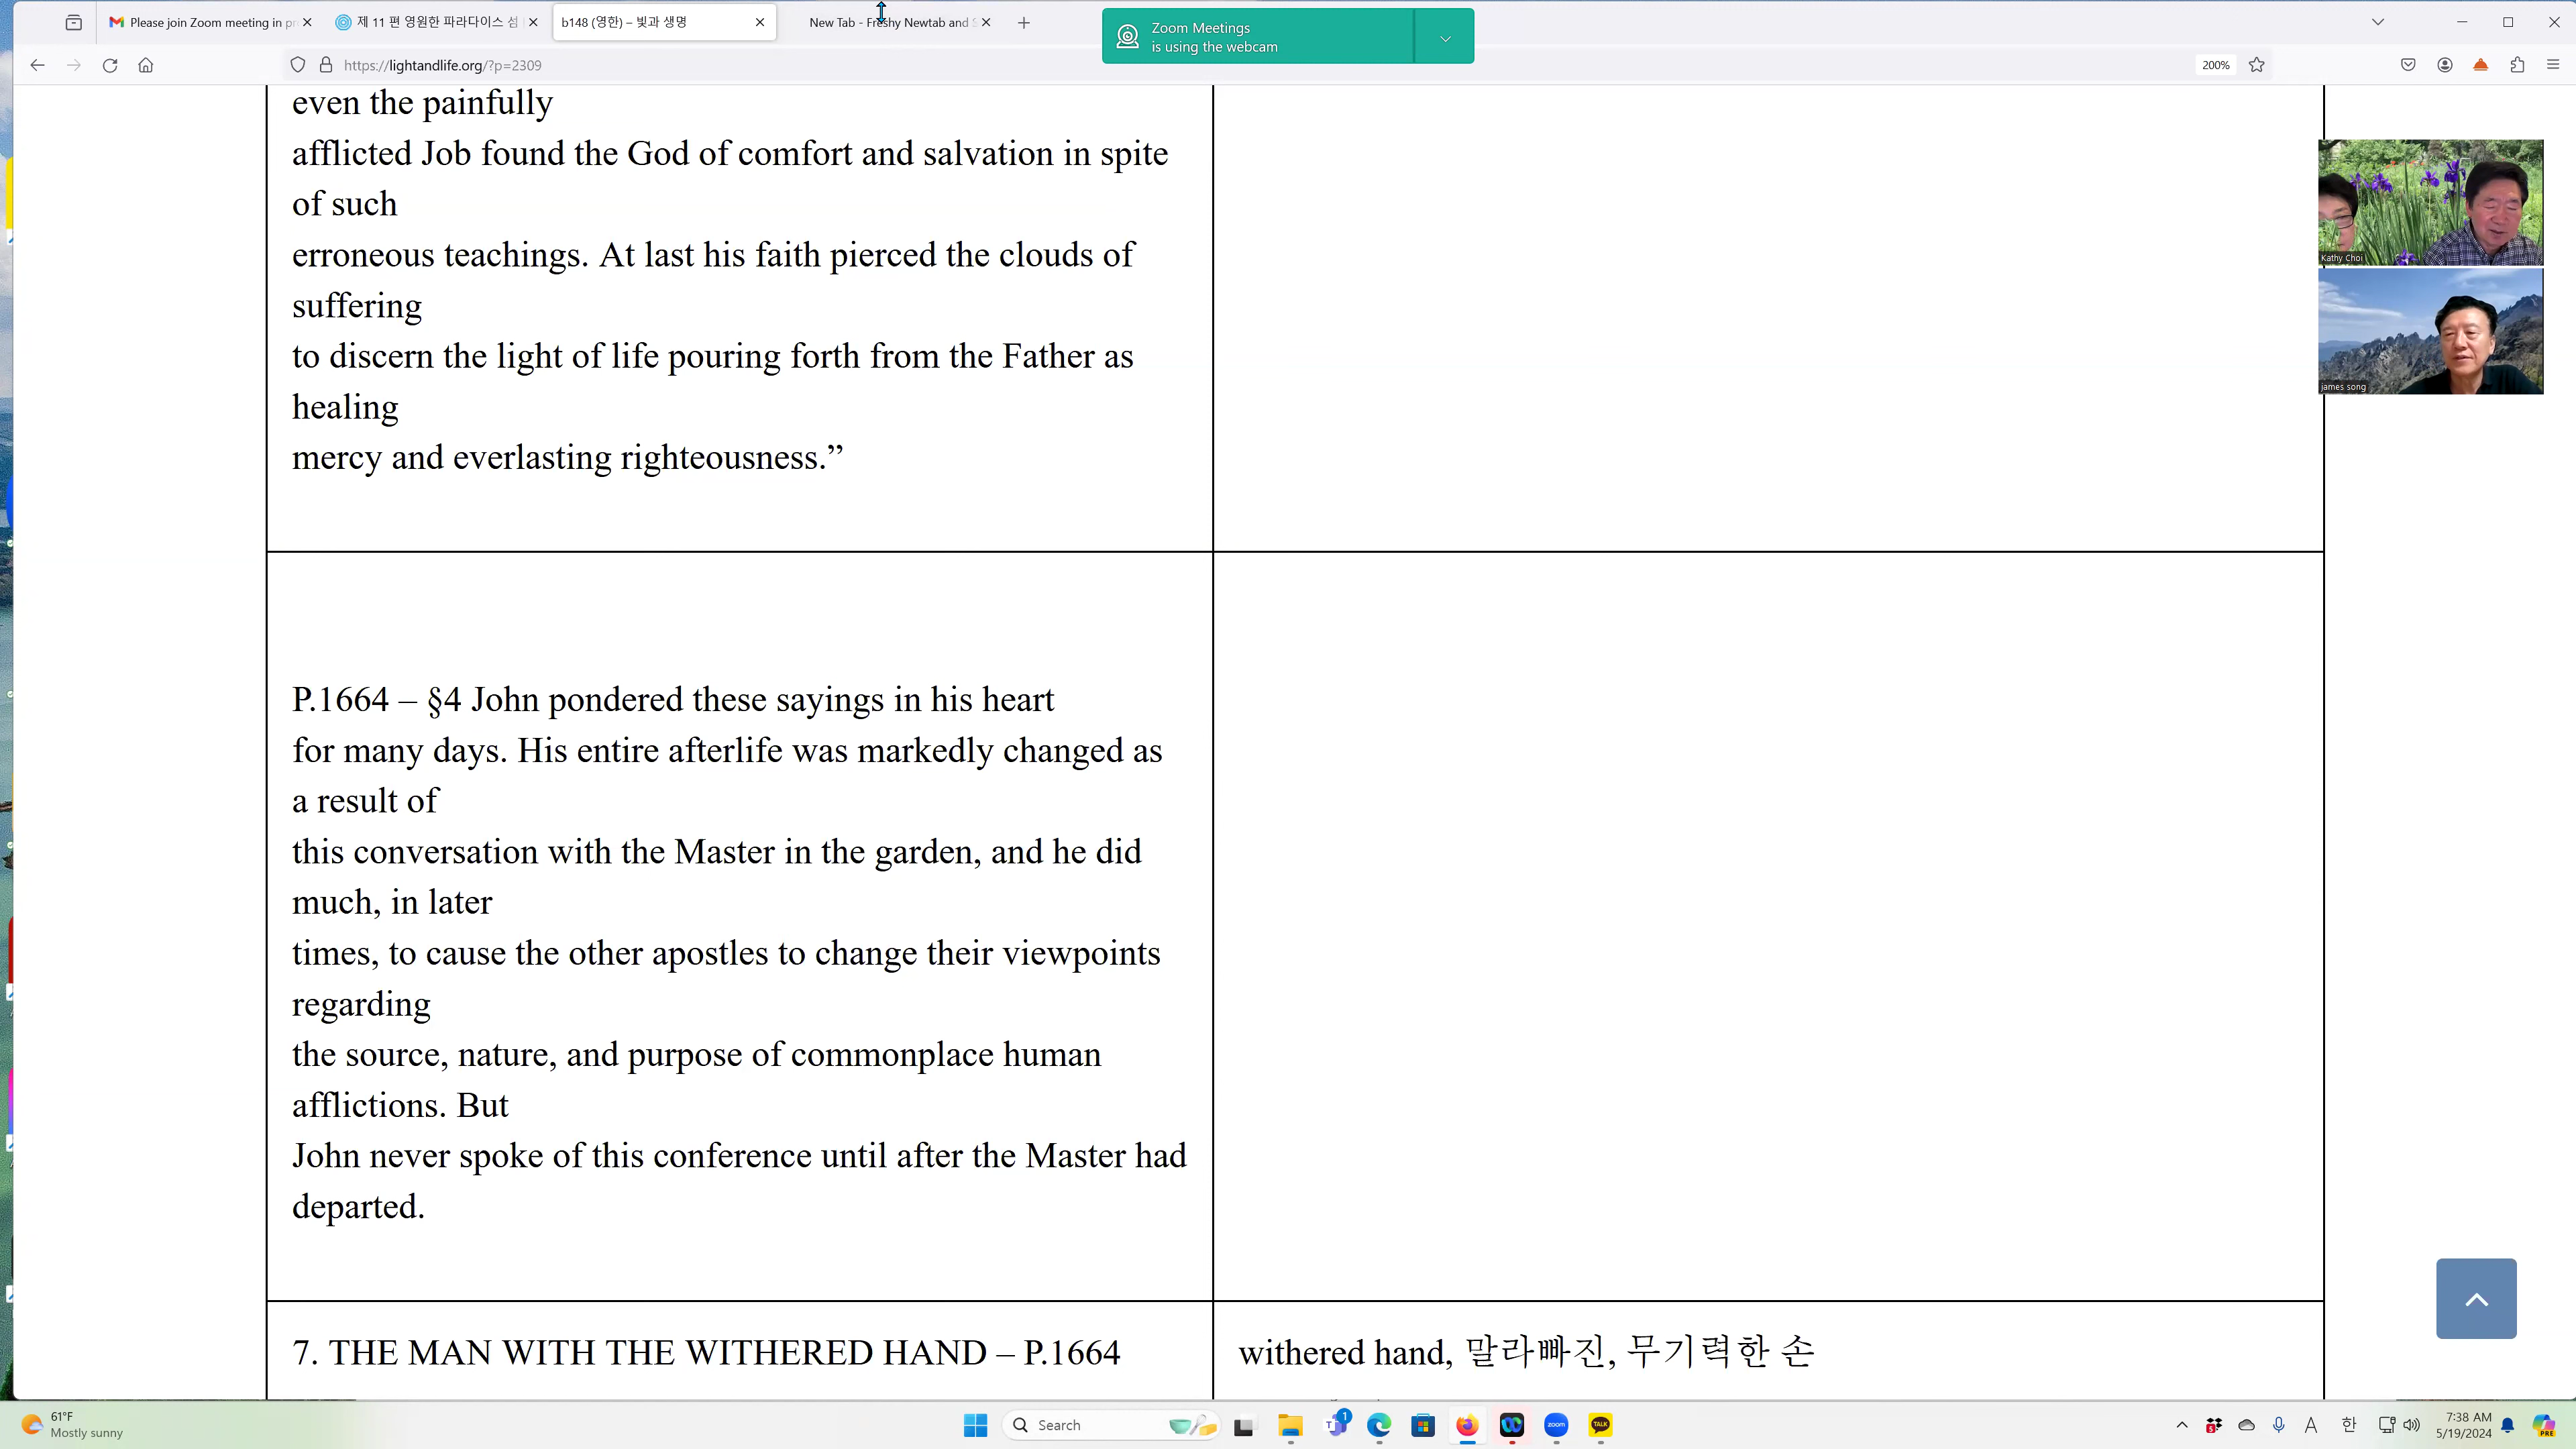 Please join Zoom meeting in pr
제 11 편 영원한 파라다이스 섬
b148 (영한) – 빛과 생명
New Tab - Freshy Newtab and S
Zoom Meetings
is using the webcam
https://lightandlife.org/?p=2309
200%
even the painfully
afflicted Job found the God of comfort and salvation in spite
of such
erroneous teachings. At last his faith pierced the clouds of
suffering
to discern the light of life pouring forth from the Father as
healing
mercy and everlasting righteousness.”
Kathy Choi
james song
P.1664 – §4 John pondered these sayings in his heart
for many days. His entire afterlife was markedly changed as
a result of
this conversation with the Master in the garden, and he did
much, in later
times, to cause the other apostles to change their viewpoints
regarding
the source, nature, and purpose of commonplace human
afflictions. But
John never spoke of this conference until after the Master had
departed.
7. THE MAN WITH THE WITHERED HAND – P.1664
withered hand, 말라빠진, 무기력한 손
61°F
Mostly sunny
Search
1
zoom
TALK
5
A
한
7:38 AM
5/19/2024
PRE